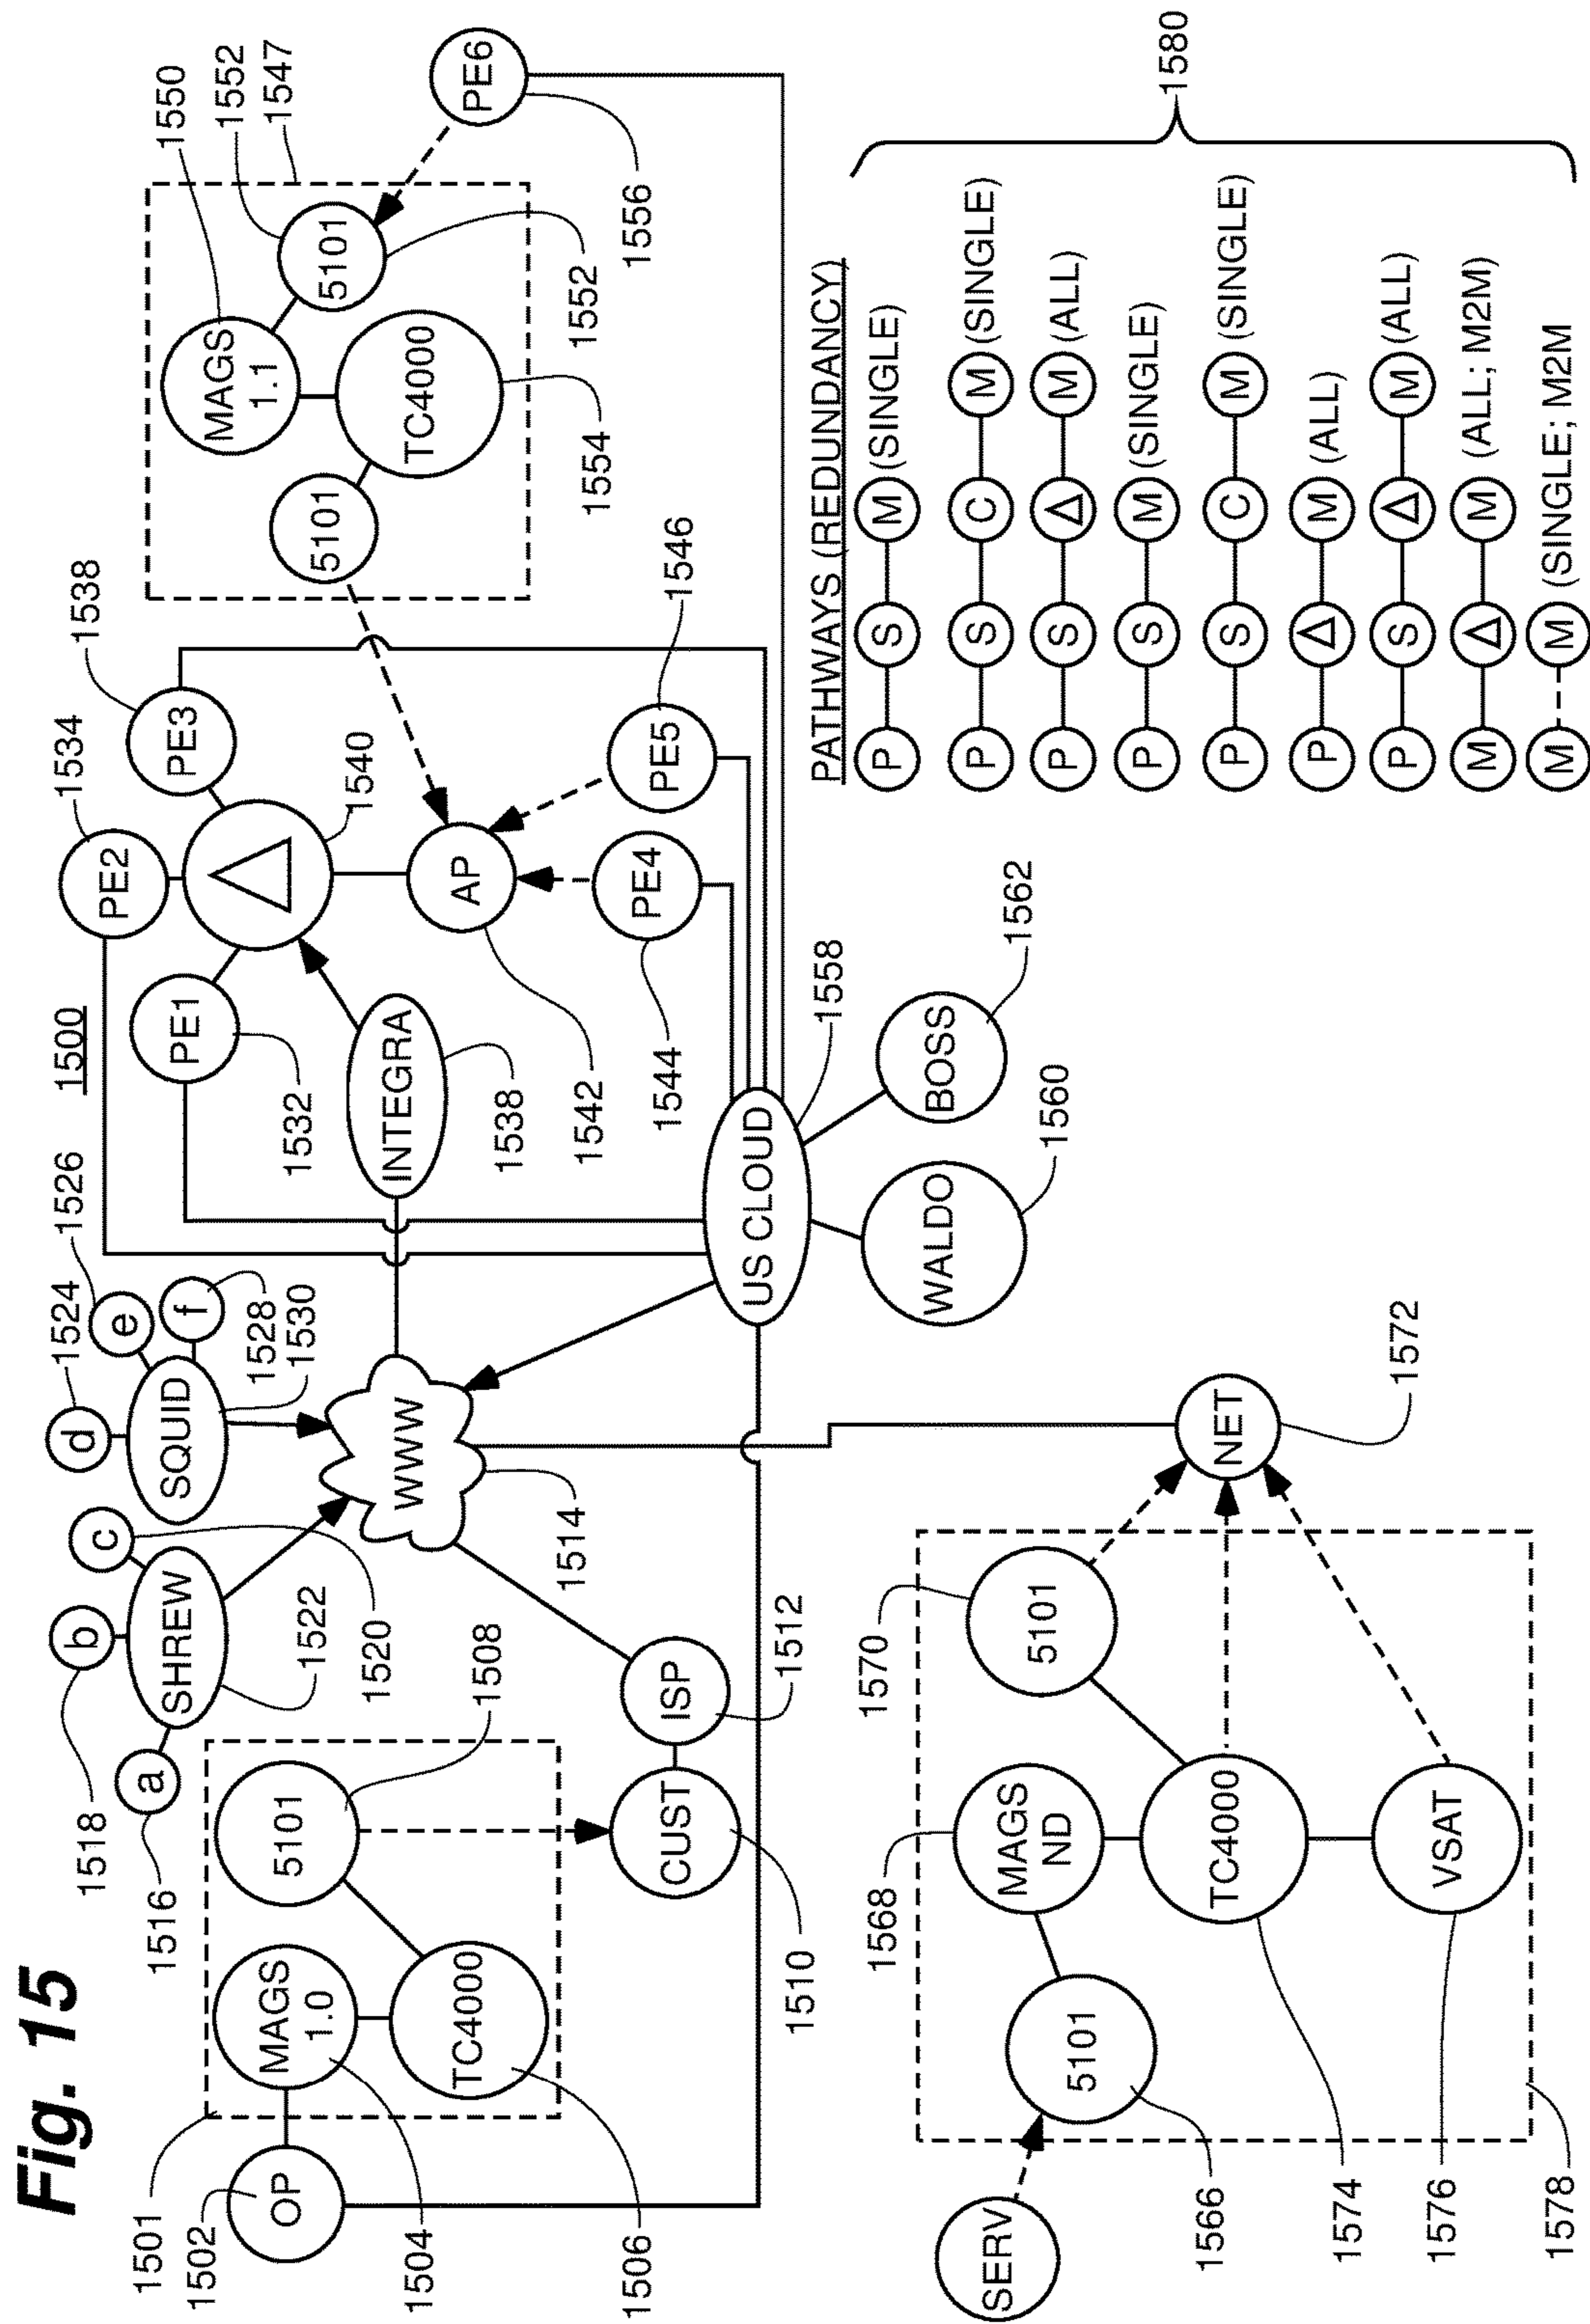 Fig. 15
1500
1501
1502
OP
MAGS
1.0
1504
TC4000
1506
5101
1508
CUST
1510
ISP
1512
WWW
1514
a
1516
b
1518
c
1520
SHREW
1522
d
1524
e
1526
f
1528
SQUID
1530
PE1
1532
PE2
1534
PE3
1538
INTEGRA
1538
Δ
1540
AP
1542
PE4
1544
PE5
1546
1547
MAGS
1.1
1550
5101
1552
1552
5101
TC4000
1554
PE6
1556
US CLOUD
1558
WALDO
1560
BOSS
1562
SERV
5101
1566
MAGS
ND
1568
5101
1570
NET
1572
TC4000
1574
VSAT
1576
1578
PATHWAYS (REDUNDANCY)
P S M (SINGLE)
P S C M (SINGLE)
P S Δ M (ALL)
P S M (SINGLE)
P S C M (SINGLE)
P Δ M (ALL)
P S Δ M (ALL)
M Δ M (ALL; M2M)
M M (SINGLE; M2M
1580